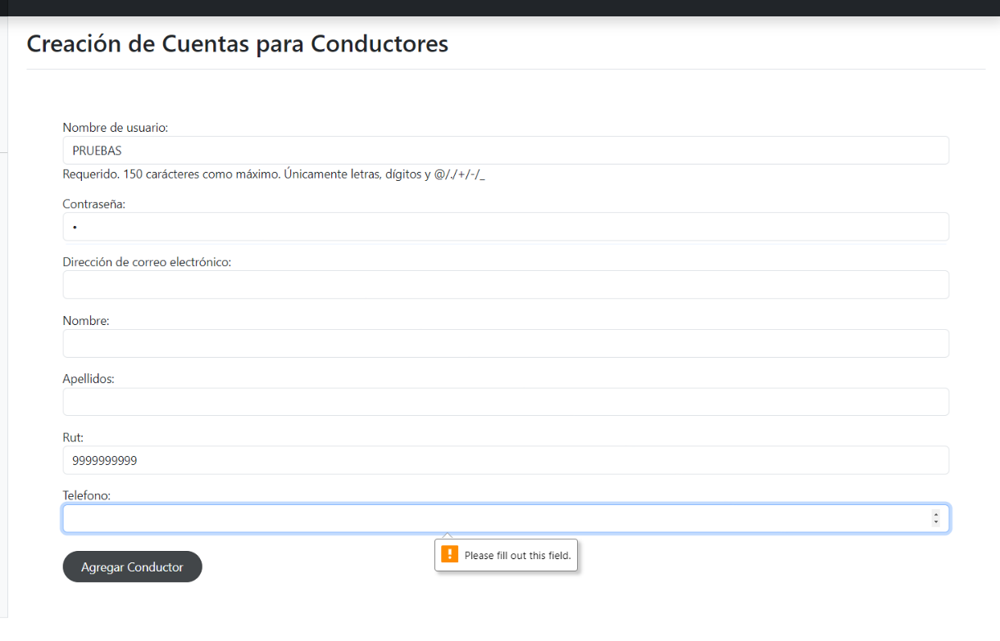 Creación de Cuentas para Conductores
Nombre de usuario:
PRUEBAS
Requerido. 150 carácteres como máximo. Únicamente letras, dígitos y @/./+/-/_
Contraseña:
•
Dirección de correo electrónico:
Nombre:
Apellidos:
Rut:
9999999999
Telefono:
Please fill out this field.
Agregar Conductor